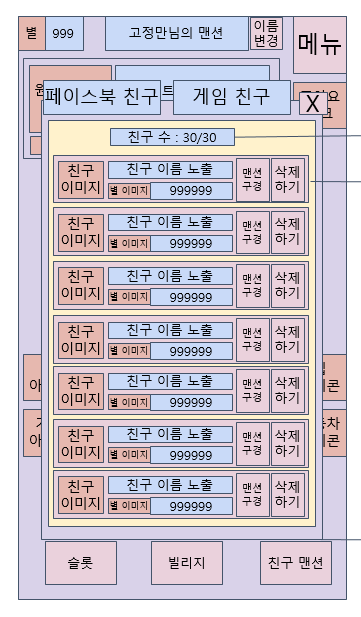 별 999 고정만님의 맨션 이름
변경 메뉴
페이스북 친구 게임 친구 X
친구 수 : 30/30
친구
이미지 친구 이름 노출 맨션
구경 삭제
하기
별 이미지 999999
친구
이미지 친구 이름 노출 맨션
구경 삭제
하기
별 이미지 999999
친구
이미지 친구 이름 노출 맨션
구경 삭제
하기
별 이미지 999999
친구
이미지 친구 이름 노출 맨션
구경 삭제
하기
별 이미지 999999
친구
이미지 친구 이름 노출 맨션
구경 삭제
하기
별 이미지 999999
친구
이미지 친구 이름 노출 맨션
구경 삭제
하기
별 이미지 999999
친구
이미지 친구 이름 노출 맨션
구경 삭제
하기
별 이미지 999999
슬롯 빌리지 친구 맨션